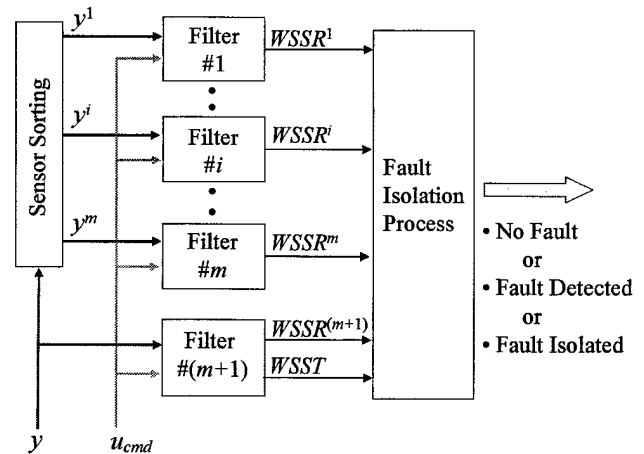 Sensor Sorting
y¹
Filter
#1
WSSR¹
yⁱ
Filter
#i
WSSRⁱ
yᵐ
Filter
#m
WSSRᵐ
Filter
#(m+1)
WSSR⁽ᵐ⁺¹⁾
WSST
Fault
Isolation
Process
• No Fault
or
• Fault Detected
or
• Fault Isolated
y
u_cmd